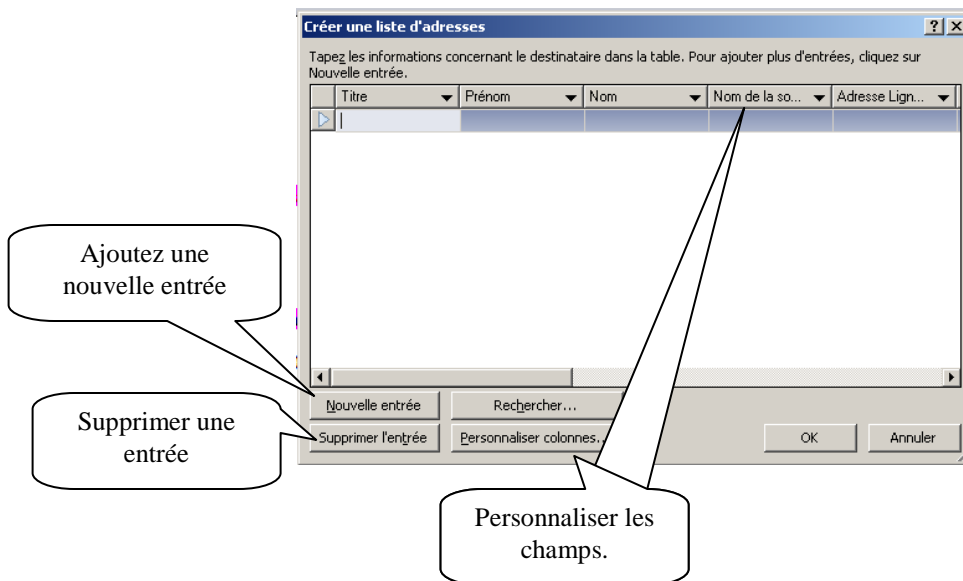 Créer une liste d'adresses
Tapez les informations concernant le destinataire dans la table. Pour ajouter plus d'entrées, cliquez sur
Nouvelle entrée.
Titre Prénom Nom Nom de la so... Adresse Lign...
Ajoutez une
nouvelle entrée
Nouvelle entrée Rechercher...
Supprimer l'entrée Personnaliser colonnes... OK Annuler
Supprimer une
entrée
Personnaliser les
champs.